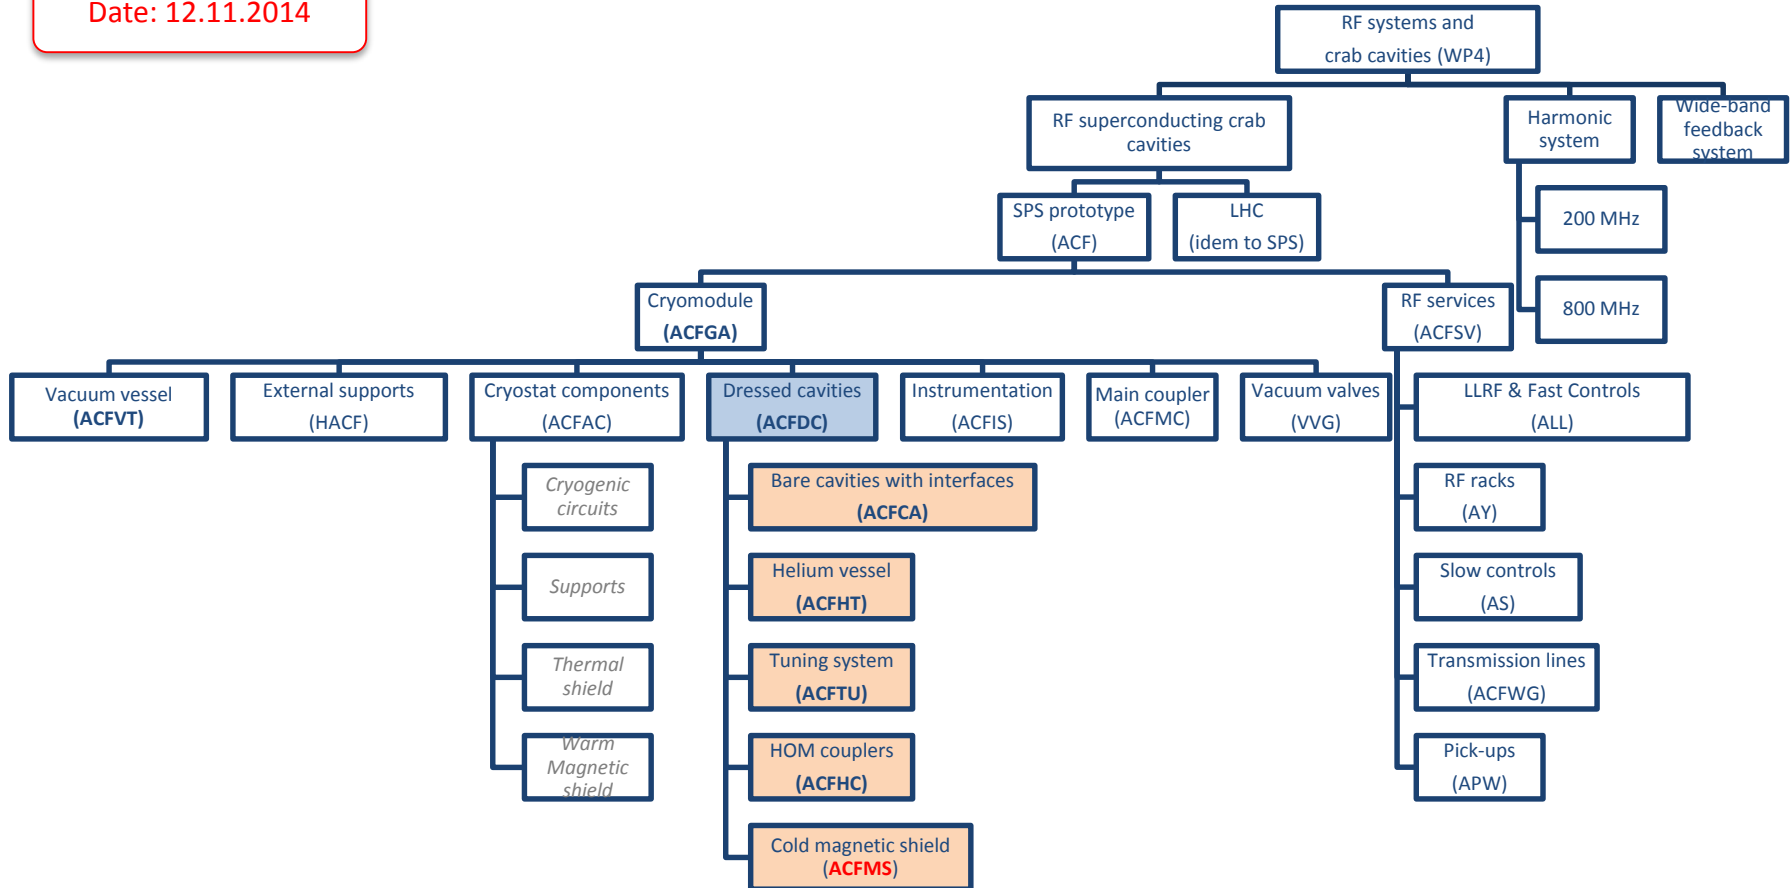 Date: 12.11.2014
RF systems and
crab cavities (WP4)
RF superconducting crab
cavities
Harmonic
system
Wide-band
feedback
system
SPS prototype
(ACF)
LHC
(idem to SPS)
200 MHz
800 MHz
Cryomodule
(ACFGA)
RF services
(ACFSV)
Vacuum vessel
(ACFVT)
External supports
(HACF)
Cryostat components
(ACFAC)
Dressed cavities
(ACFDC)
Instrumentation
(ACFIS)
Main coupler
(ACFMC)
Vacuum valves
(VVG)
LLRF & Fast Controls
(ALL)
Cryogenic
circuits
Supports
Thermal
shield
Warm
Magnetic
shield
Bare cavities with interfaces
(ACFCA)
Helium vessel
(ACFHT)
Tuning system
(ACFTU)
HOM couplers
(ACFHC)
Cold magnetic shield
(ACFMS)
RF racks
(AY)
Slow controls
(AS)
Transmission lines
(ACFWG)
Pick-ups
(APW)